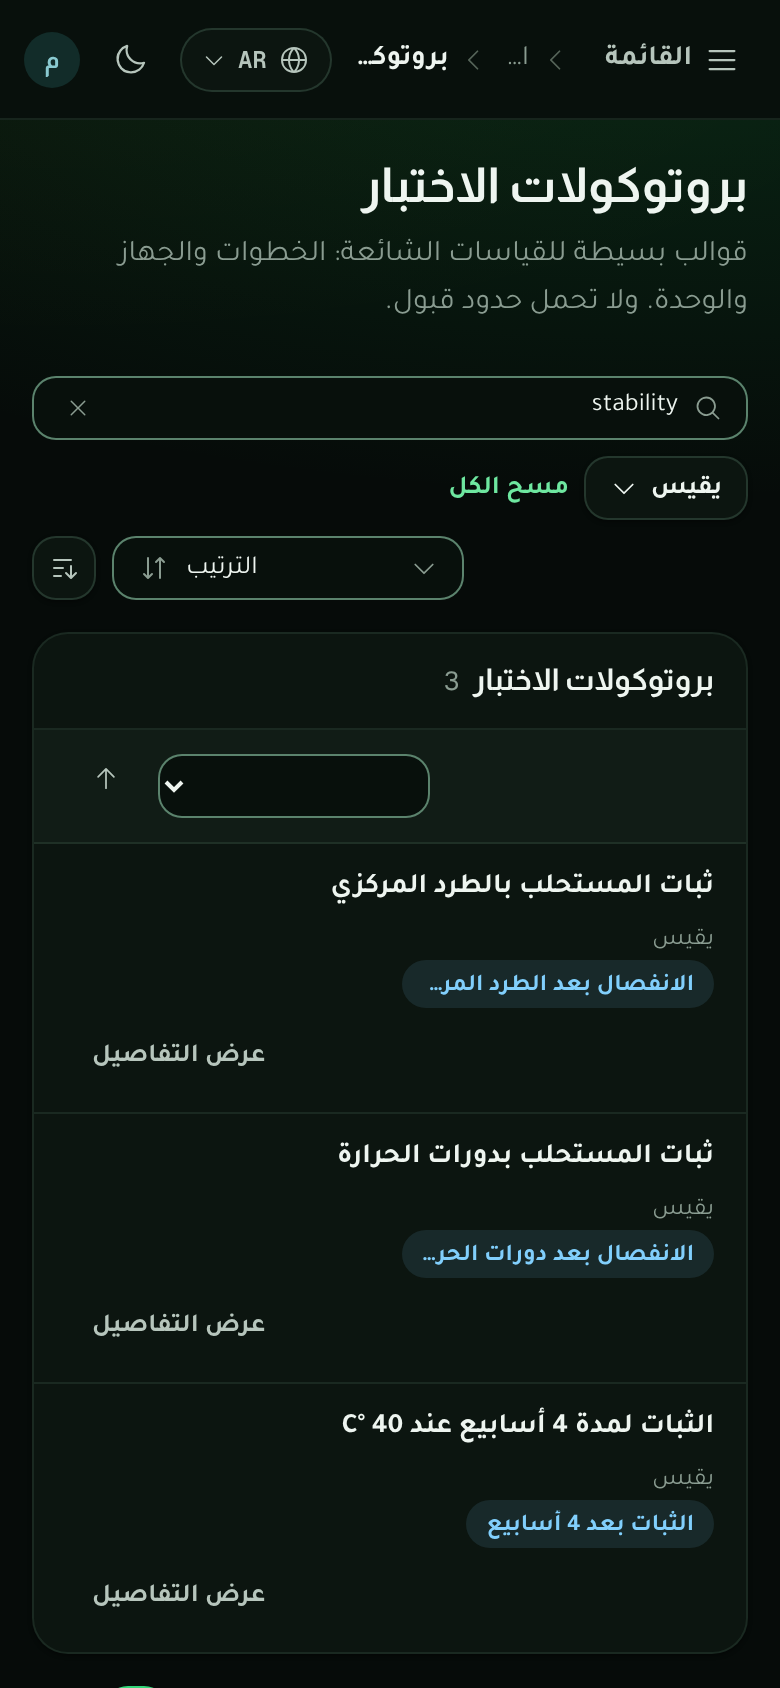 القائمة
ا...
بروتوكـ...
AR
م
بروتوكولات الاختبار
قوالب بسيطة للقياسات الشائعة: الخطوات والجهاز
والوحدة. ولا تحمل حدود قبول.
stability
يقيس
مسح الكل
الترتيب
بروتوكولات الاختبار 3
ثبات المستحلب بالطرد المركزي
يقيس
الانفصال بعد الطرد المر...
عرض التفاصيل
ثبات المستحلب بدورات الحرارة
يقيس
الانفصال بعد دورات الحر...
عرض التفاصيل
الثبات لمدة 4 أسابيع عند 40 °C
يقيس
الثبات بعد 4 أسابيع
عرض التفاصيل